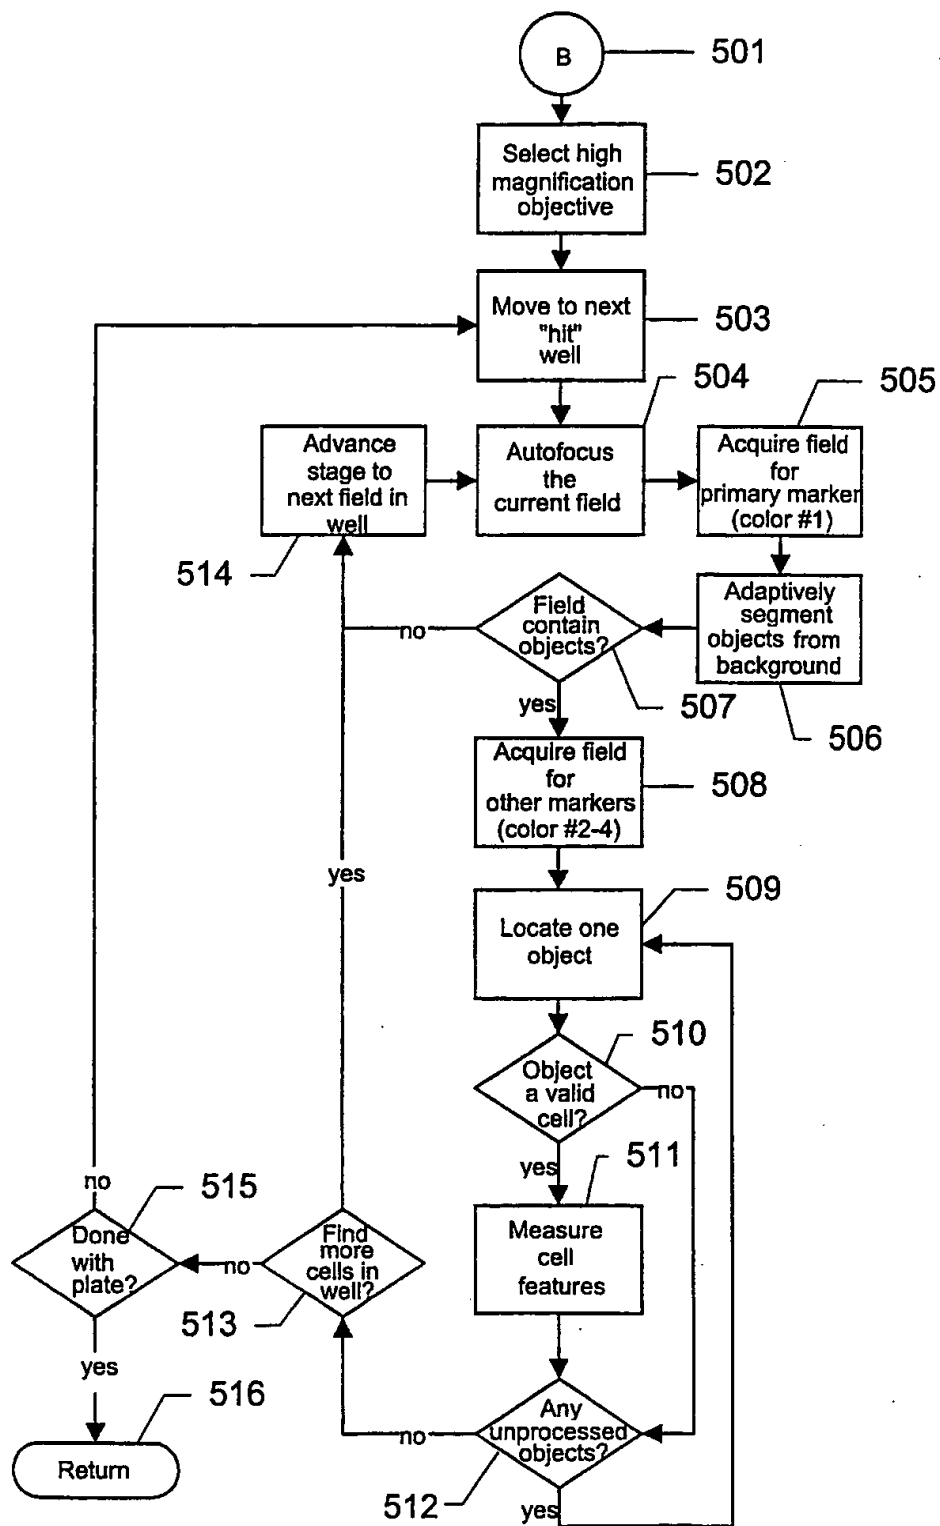 B
501
Select high
magnification
objective
502
Move to next
"hit"
well
503
504
505
Advance
stage to
next field in
well
Autofocus
the
current field
Acquire field
for
primary marker
(color #1)
514
Field
contain
objects?
no
Adaptively
segment
objects from
background
507
506
yes
Acquire field
for
other markers
(color #2-4)
508
yes
509
Locate one
object
510
Object
a valid
cell?
no
yes
511
no
515
Done
with
plate?
no
Find
more
cells in
well?
Measure
cell
features
513
yes
516
Return
no
Any
unprocessed
objects?
512
yes